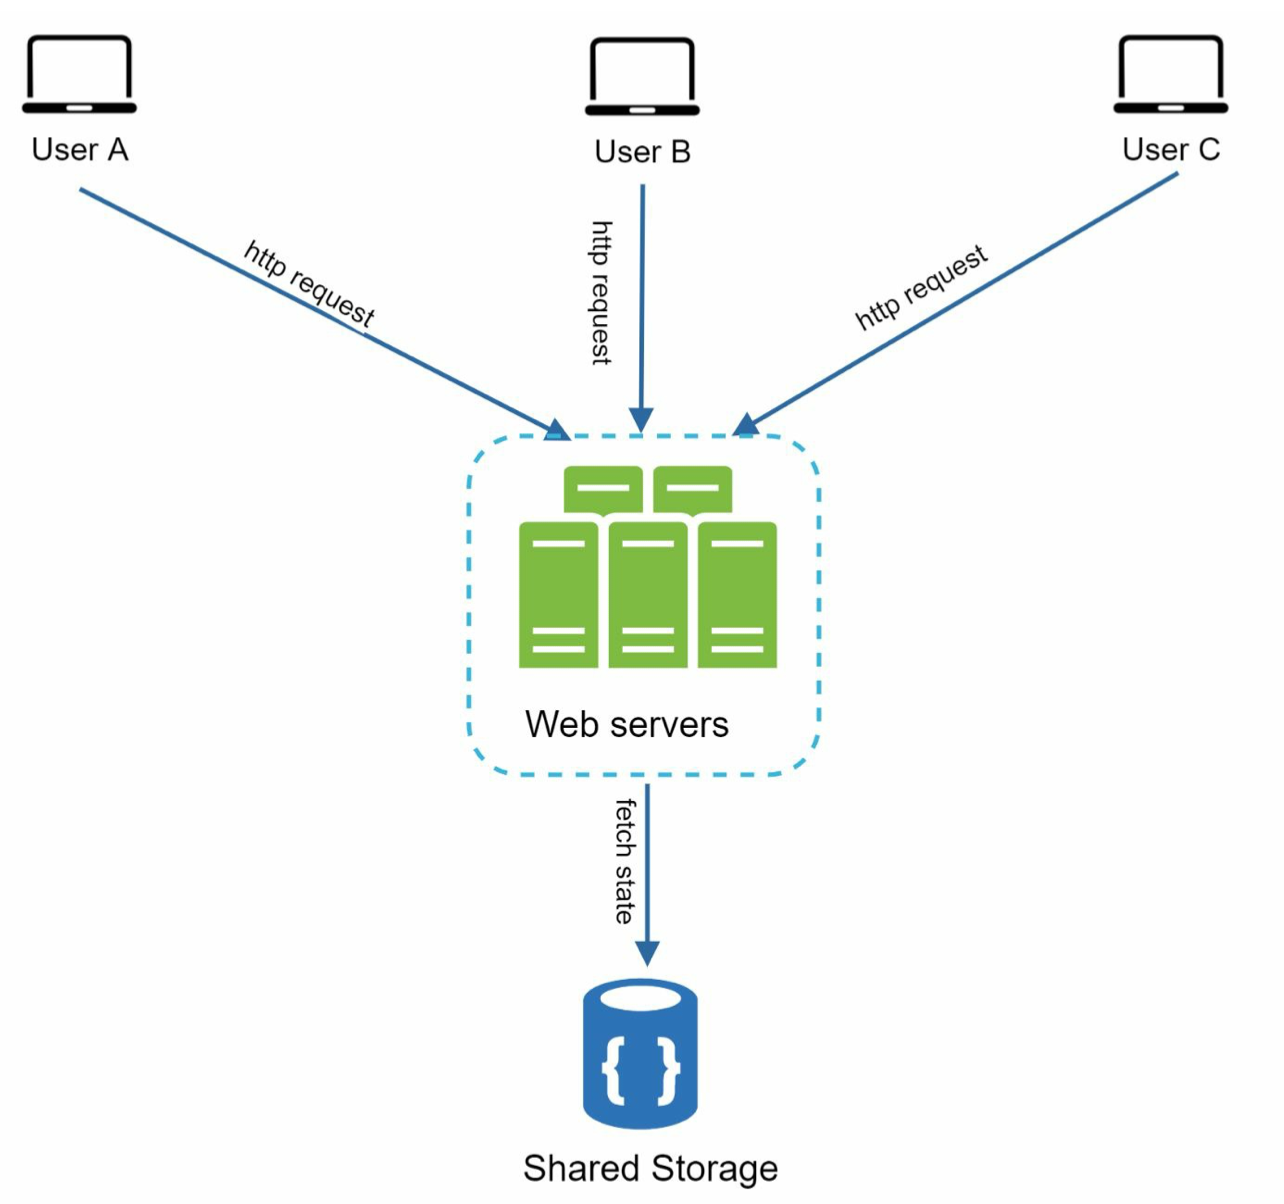 User A
User B
User C
http request
http request
http request
Web servers
fetch state
{ }
Shared Storage